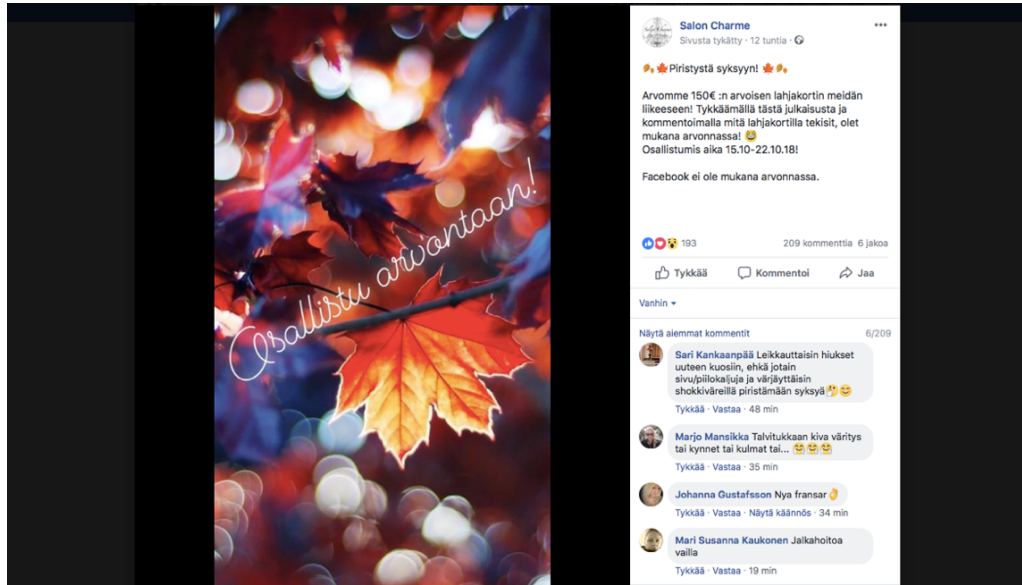 Osallistu arvontaan!
Salon Charme
Sivusta tykätty · 12 tuntia ·
Piristystä syksyyn!
Arvomme 150€ :n arvoisen lahjakortin meidän
liikeeseen! Tykkäämällä tästä julkaisusta ja
kommentoimalla mitä lahjakortilla tekisit, olet
mukana arvonnassa!
Osallistumis aika 15.10-22.10.18!
Facebook ei ole mukana arvonnassa.
193 209 kommenttia 6 jakoa
Tykkää Kommentoi Jaa
Vanhin
Näytä aiemmat kommentit 6/209
Sari Kankaanpää Leikkauttaisin hiukset
uuteen kuosiin, ehkä jotain
sivu/piilokaljuja ja värjäyttäisin
shokkiväreillä piristämään syksyä
Tykkää · Vastaa · 48 min
Marjo Mansikka Talvitukkaan kiva väritys
tai kynnet tai kulmat tai...
Tykkää · Vastaa · 35 min
Johanna Gustafsson Nya fransar
Tykkää · Vastaa · Näytä käännös · 34 min
Mari Susanna Kaukonen Jalkahoitoa
vailla
Tykkää · Vastaa · 19 min